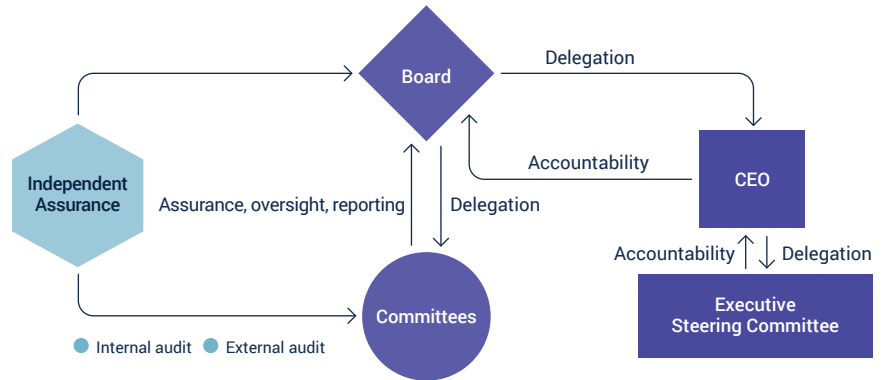 Board
Delegation
Independent
Assurance
Assurance, oversight, reporting
Delegation
Accountability
CEO
Accountability
Delegation
Committees
Executive
Steering Committee
Internal audit
External audit